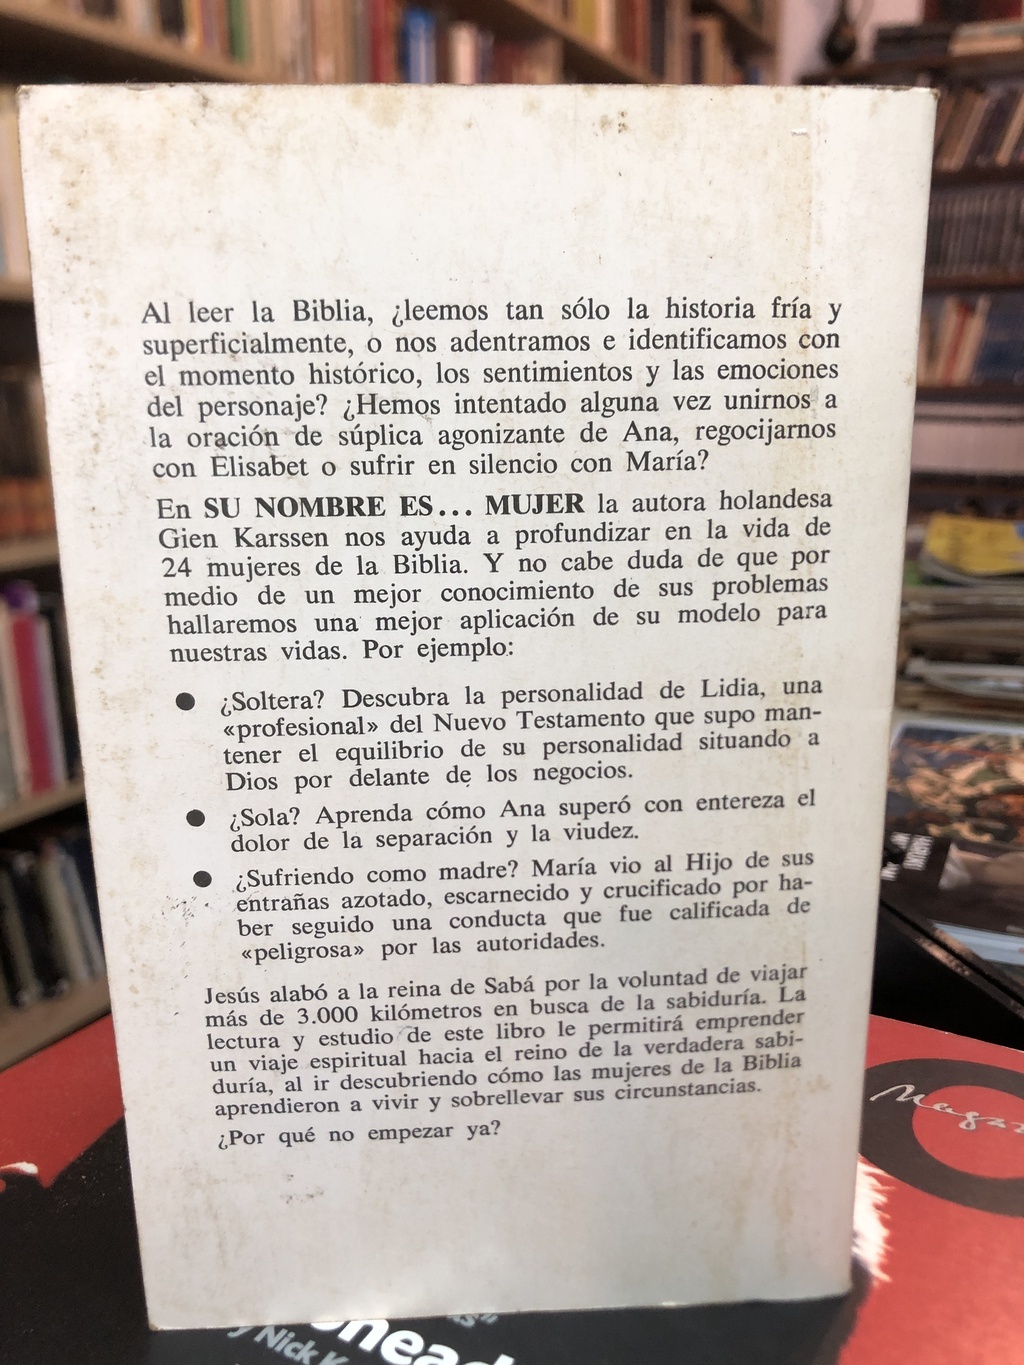 Al leer la Biblia, ¿leemos tan sólo la historia fría y
superficialmente, o nos adentramos e identificamos con
el momento histórico, los sentimientos y las emociones
del personaje? ¿Hemos intentado alguna vez unirnos a
la oración de súplica agonizante de Ana, regocijarnos
con Elisabet o sufrir en silencio con María?
En SU NOMBRE ES... MUJER la autora holandesa
Gien Karssen nos ayuda a profundizar en la vida de
24 mujeres de la Biblia. Y no cabe duda de que por
medio de un mejor conocimiento de sus problemas
hallaremos una mejor aplicación de su modelo para
nuestras vidas. Por ejemplo:
● ¿Soltera? Descubra la personalidad de Lidia, una
«profesional» del Nuevo Testamento que supo man-
tener el equilibrio de su personalidad situando a
Dios por delante de los negocios.
● ¿Sola? Aprenda cómo Ana superó con entereza el
dolor de la separación y la viudez.
● ¿Sufriendo como madre? María vio al Hijo de sus
entrañas azotado, escarnecido y crucificado por ha-
ber seguido una conducta que fue calificada de
«peligrosa» por las autoridades.
Jesús alabó a la reina de Sabá por la voluntad de viajar
más de 3.000 kilómetros en busca de la sabiduría. La
lectura y estudio de este libro le permitirá emprender
un viaje espiritual hacia el reino de la verdadera sabi-
duría, al ir descubriendo cómo las mujeres de la Biblia
aprendieron a vivir y sobrellevar sus circunstancias.
¿Por qué no empezar ya?
Nick